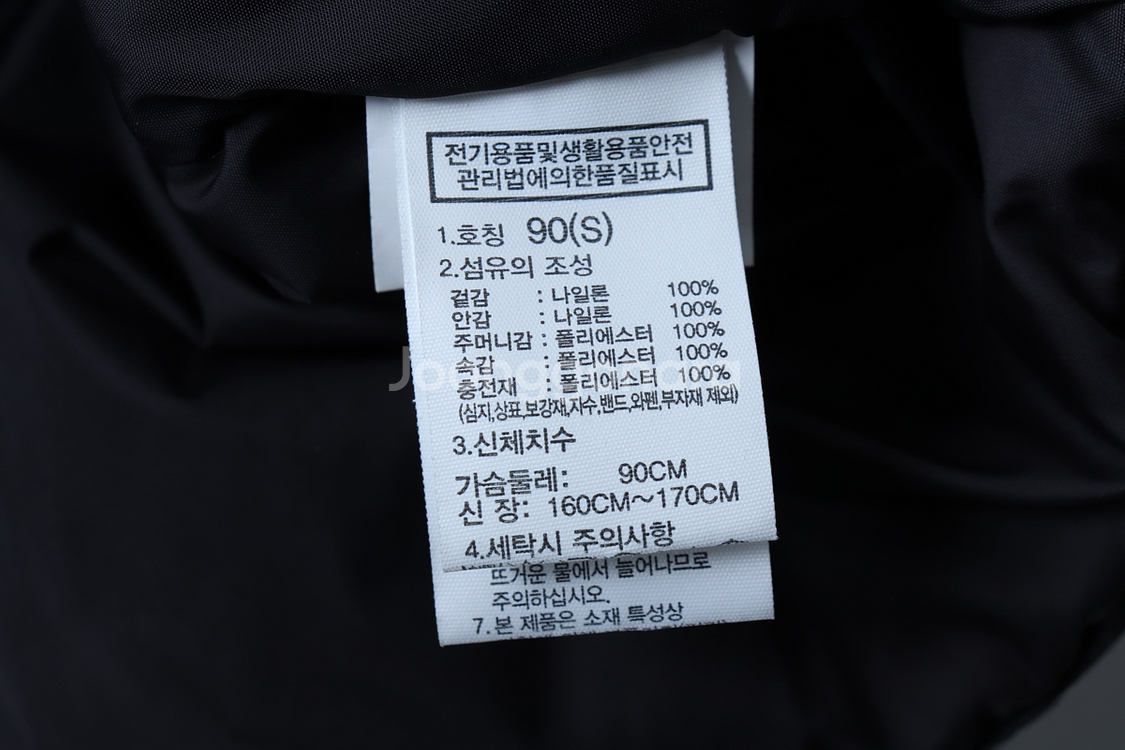 전기용품및생활용품안전
관리법에의한품질표시
1.호칭 90(S)
2.섬유의 조성
겉감 : 나일론 100%
안감 : 나일론 100%
주머니감 : 폴리에스터 100%
속감 : 폴리에스터 100%
충전재 : 폴리에스터 100%
(심지,상표,보강재,자수,밴드,와펜,부자재 제외)
3.신체치수
가슴둘레: 90CM
신 장: 160CM~170CM
4.세탁시 주의사항
뜨거운 물에서 늘어나므로
주의하십시오.
7.본 제품은 소재 특성상